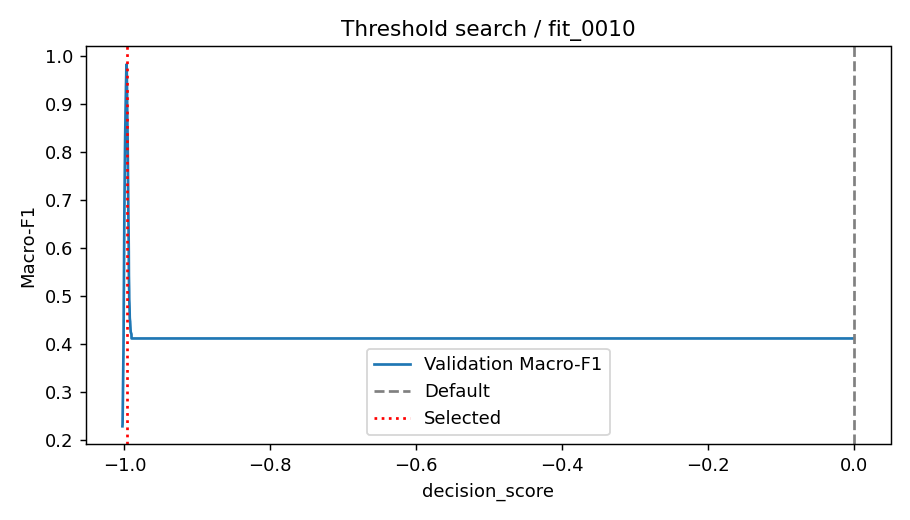 Threshold search / fit_0010
Macro-F1
1.0
0.9
0.8
0.7
0.6
0.5
0.4
0.3
0.2
Validation Macro-F1
Default
Selected
−1.0 −0.8 −0.6 −0.4 −0.2 0.0
decision_score